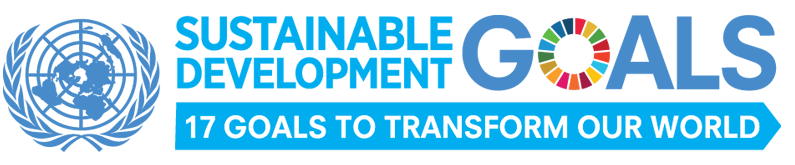 SUSTAINABLE
DEVELOPMENT
GOALS
17 GOALS TO TRANSFORM OUR WORLD